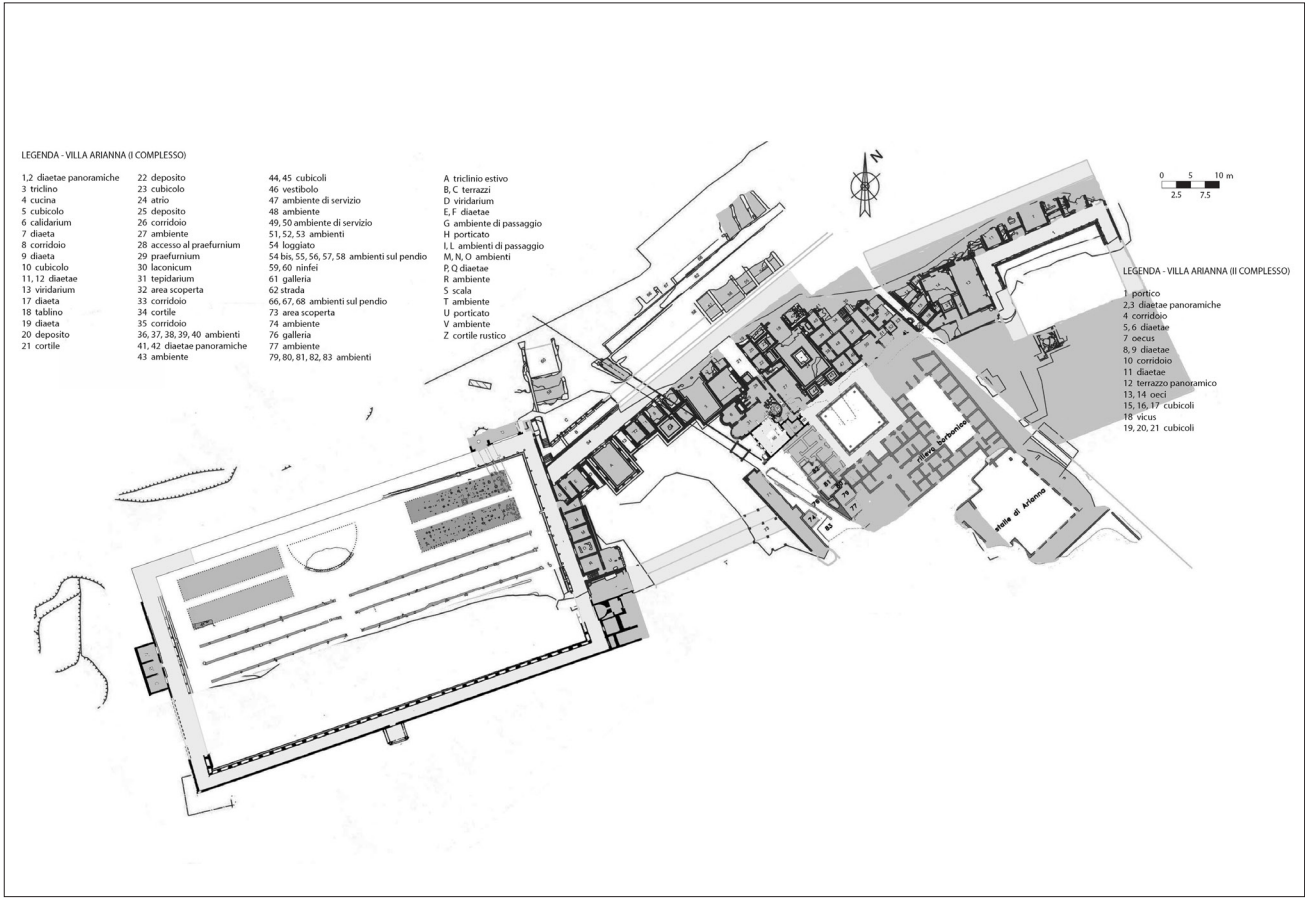 LEGENDA - VILLA ARIANNA (I COMPLESSO)
1,2 diaetae panoramiche
3 triclino
4 cucina
5 cubicolo
6 calidarium
7 diaeta
8 corridoio
9 diaeta
10 cubicolo
11, 12 diaetae
13 viridarium
17 diaeta
18 tablino
19 diaeta
20 deposito
21 cortile
22 deposito
23 cubicolo
24 atrio
25 deposito
26 corridoio
27 ambiente
28 accesso al praefurnium
29 praefurnium
30 laconicum
31 tepidarium
32 area scoperta
33 corridoio
34 cortile
35 corridoio
36, 37, 38, 39, 40 ambienti
41, 42 diaetae panoramiche
43 ambiente
44, 45 cubicoli
46 vestibolo
47 ambiente di servizio
48 ambiente
49, 50 ambiente di servizio
51, 52, 53 ambienti
54 loggiato
54 bis, 55, 56, 57, 58 ambienti sul pendio
59, 60 ninfei
61 galleria
62 strada
66, 67, 68 ambienti sul pendio
73 area scoperta
74 ambiente
76 galleria
77 ambiente
79, 80, 81, 82, 83 ambienti
A triclinio estivo
B, C terrazzi
D viridarium
E, F diaetae
G ambiente di passaggio
H porticato
I, L ambienti di passaggio
M, N, O ambienti
P, Q diaetae
R ambiente
S scala
T ambiente
U porticato
V ambiente
Z cortile rustico
N
0 5 10 m
2.5 7.5
LEGENDA - VILLA ARIANNA (II COMPLESSO)
1 portico
2,3 diaetae panoramiche
4 corridoio
5, 6 diaetae
7 oecus
8, 9 diaetae
10 corridoio
11 diaetae
12 terrazzo panoramico
13, 14 oeci
15, 16, 17 cubicoli
18 vicus
19, 20, 21 cubicoli
rilievo borbonico
stalle di Arianna
82
81
79
77
74
83